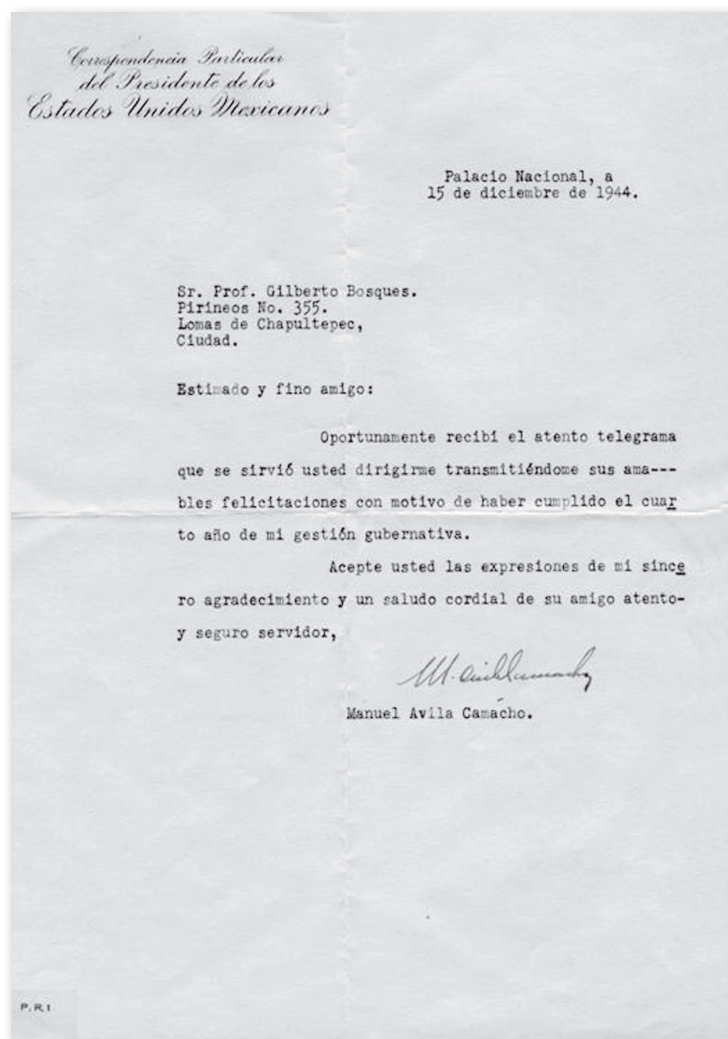 Correspondencia Particular
del Presidente de los
Estados Unidos Mexicanos
Palacio Nacional, a
15 de diciembre de 1944.
Sr. Prof. Gilberto Bosques.
Pirineos No. 355.
Lomas de Chapultepec,
Ciudad.
Estimado y fino amigo:
Oportunamente recibí el atento telegrama
que se sirvió usted dirigirme transmitiéndome sus ama---
bles felicitaciones con motivo de haber cumplido el cuar
to año de mi gestión gubernativa.
Acepte usted las expresiones de mi since
ro agradecimiento y un saludo cordial de su amigo atento-
y seguro servidor,
M. Avila Camacho
Manuel Avila Camacho.
P.R.I